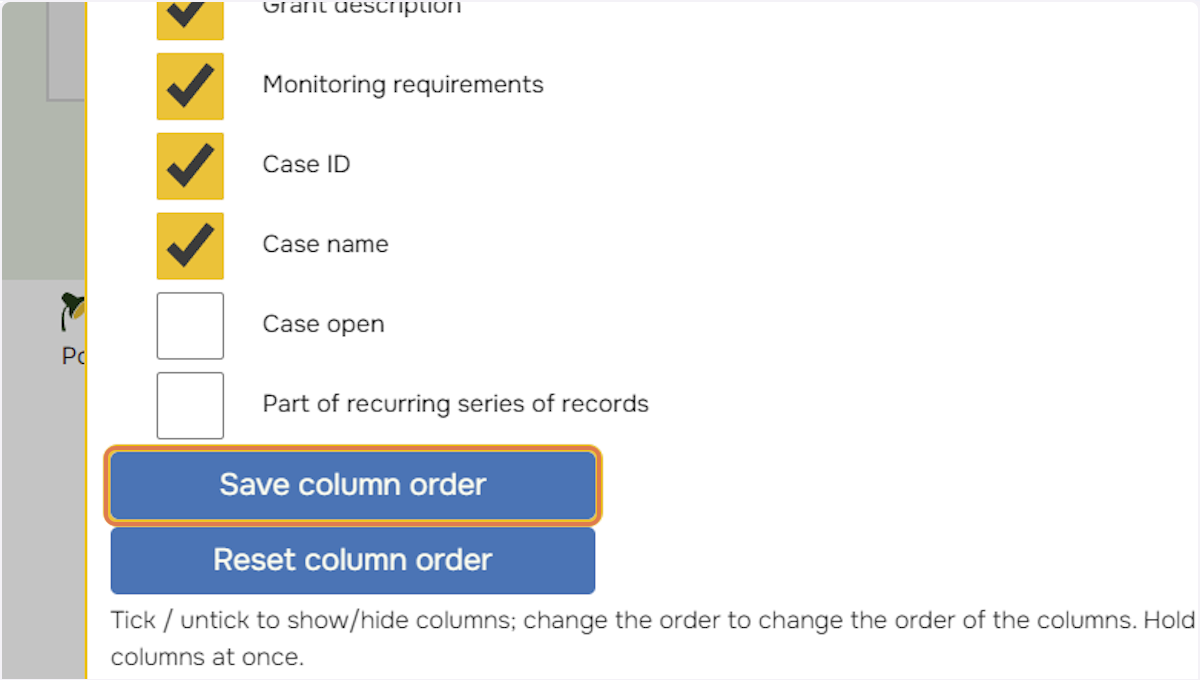 Grant description
Monitoring requirements
Case ID
Case name
Case open
Po
Part of recurring series of records
Save column order
Reset column order
Tick / untick to show/hide columns; change the order to change the order of the columns. Hold
columns at once.